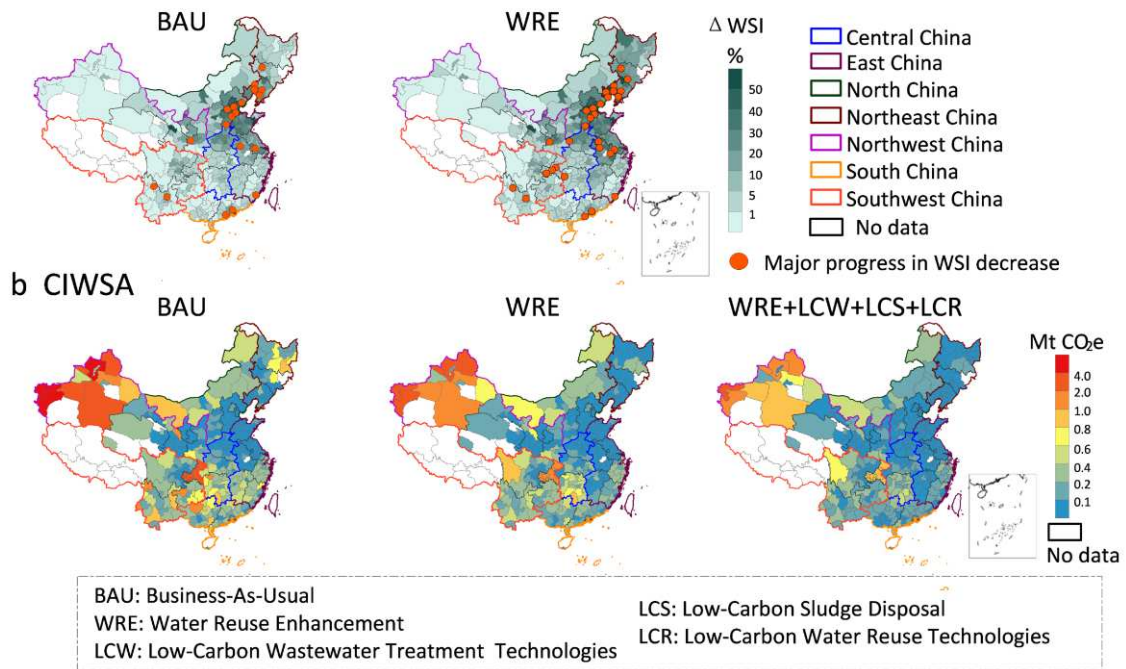 BAU
WRE
Δ WSI
%
50
40
30
20
10
5
1
Central China
East China
North China
Northeast China
Northwest China
South China
Southwest China
No data
Major progress in WSI decrease
b CIWSA
BAU
WRE
WRE+LCW+LCS+LCR
Mt CO₂e
4.0
2.0
1.0
0.8
0.6
0.4
0.2
0.1
No data
BAU: Business-As-Usual
WRE: Water Reuse Enhancement
LCW: Low-Carbon Wastewater Treatment Technologies
LCS: Low-Carbon Sludge Disposal
LCR: Low-Carbon Water Reuse Technologies